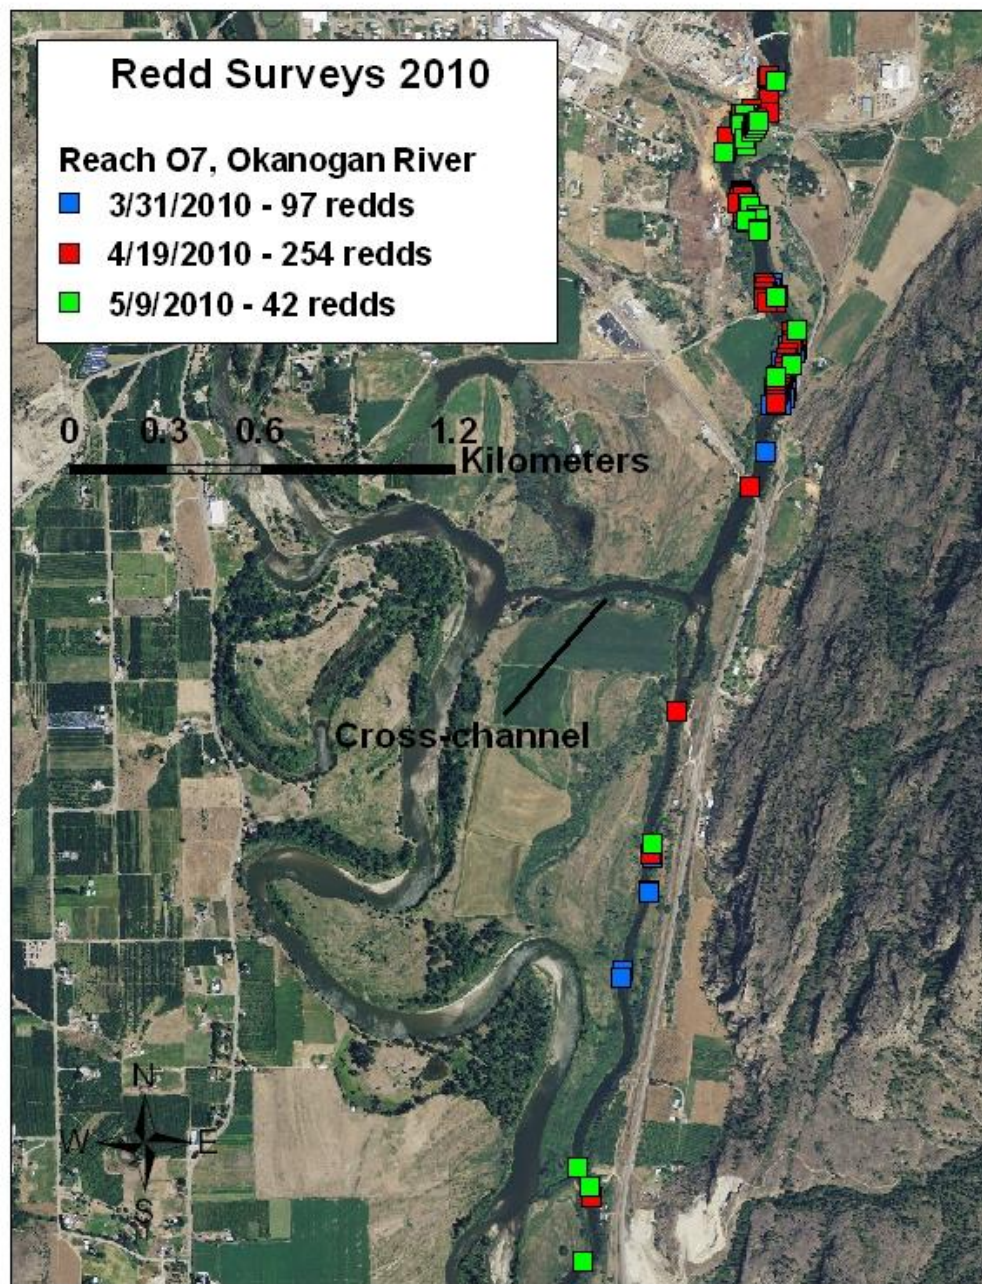 Redd Surveys 2010
Reach O7, Okanogan River
3/31/2010 - 97 redds
4/19/2010 - 254 redds
5/9/2010 - 42 redds
0 0.3 0.6 1.2
Kilometers
Cross-channel
N
W E
S